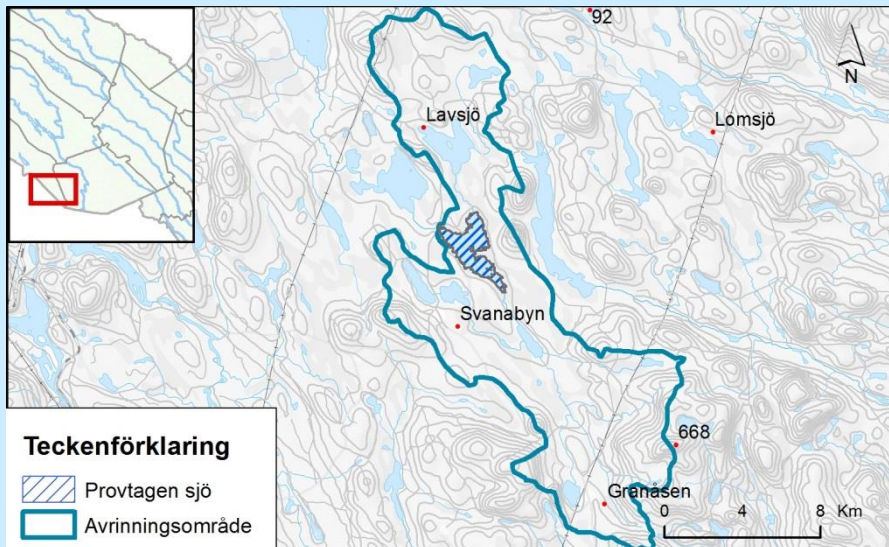 92
N
Lavsjö
Lomsjö
Svanabyn
668
Granåsen
0 4 8 Km
Teckenförklaring
Provtagen sjö
Avrinningsområde